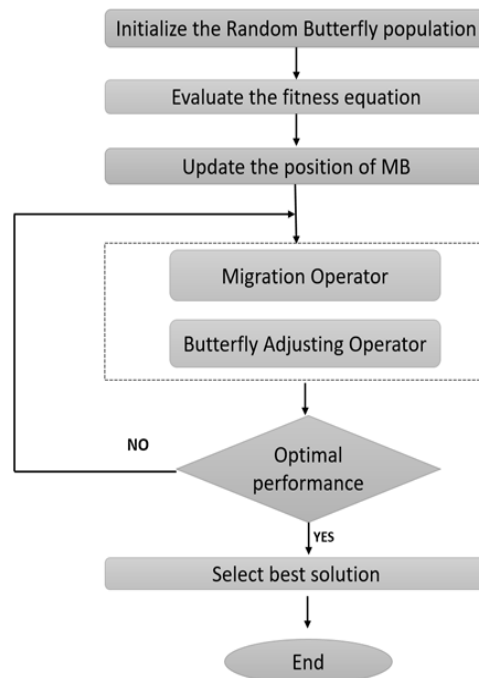 Initialize the Random Butterfly population
Evaluate the fitness equation
Update the position of MB
Migration Operator
Butterfly Adjusting Operator
NO
Optimal
performance
YES
Select best solution
End